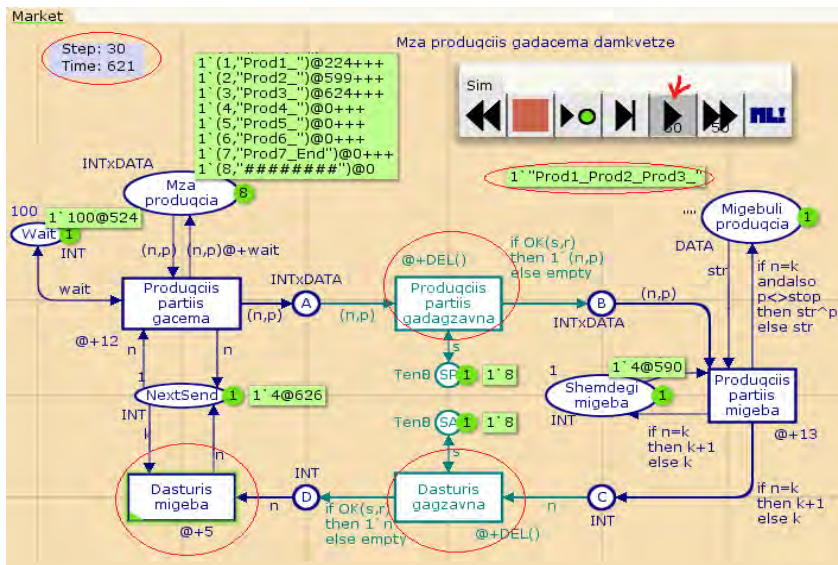 Market
Step: 30
Time: 621
Mza produqciis gadacema damkvetze
1`(1,"Prod1_")@224+++
1`(2,"Prod2_")@599+++
1`(3,"Prod3_")@624+++
1`(4,"Prod4_")@0+++
1`(5,"Prod5_")@0+++
1`(6,"Prod6_")@0+++
1`(7,"Prod7_End")@0+++
1`(8,"########")@0
Sim
50
ML!
INTxDATA
Mza
produqcia
8
1`"Prod1_Prod2_Prod3_"
100
1`100@524
Wait
1
INT
""
Migebuli
produqcia
1
DATA
(n,p)
(n,p)@+wait
@+DEL()
if OK(s,r)
then 1`(n,p)
else empty
str
if n=k
andalso
p<>stop
then str^p
else str
wait
Produqciis
partiis
gacema
@+12
INTxDATA
A
(n,p)
(n,p)
Produqciis
partiis
gadagzavna
B
(n,p)
INTxDATA
n
n
s
1
TenB
SP
1
1`8
1`4@590
1
Shemdegi
migeba
1
INT
Produqciis
partiis
migeba
@+13
NextSend
1
1`4@626
INT
TenB
SA
1
1`8
k
n
s
if n=k
then k+1
else k
Dasturis
migeba
@+5
INT
D
n
if OK(s,r)
then 1`n
else empty
Dasturis
gagzavna
@+DEL()
n
C
INT
if n=k
then k+1
else k